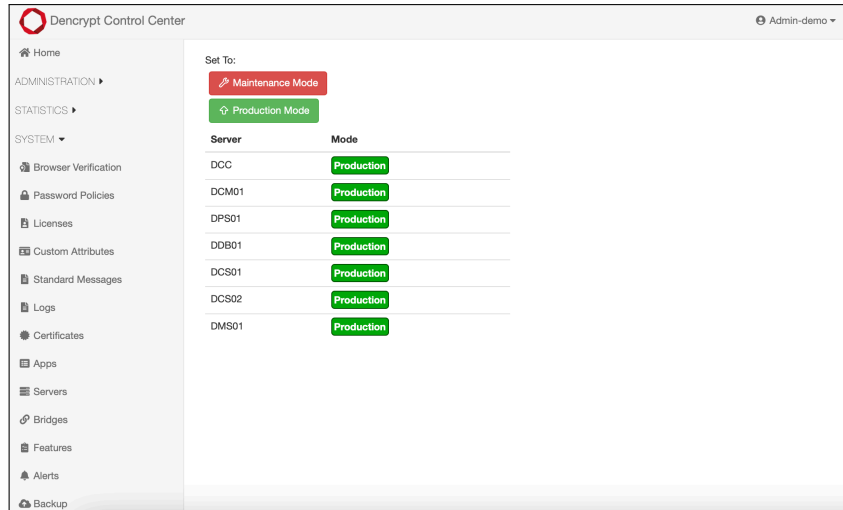 Dencrypt Control Center
Admin-demo
Home
ADMINISTRATION
STATISTICS
SYSTEM
Browser Verification
Password Policies
Licenses
Custom Attributes
Standard Messages
Logs
Certificates
Apps
Servers
Bridges
Features
Alerts
Backup
Set To:
Maintenance Mode
Production Mode
Server Mode
DCC Production
DCM01 Production
DPS01 Production
DDB01 Production
DCS01 Production
DCS02 Production
DMS01 Production